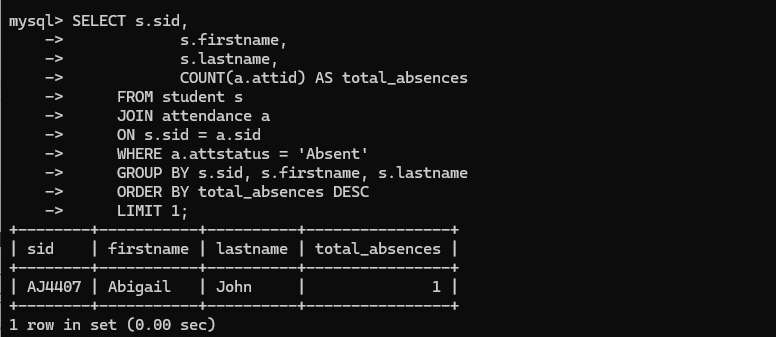 mysql> SELECT s.sid,
    ->             s.firstname,
    ->             s.lastname,
    ->             COUNT(a.attid) AS total_absences
    ->      FROM student s
    ->      JOIN attendance a
    ->      ON s.sid = a.sid
    ->      WHERE a.attstatus = 'Absent'
    ->      GROUP BY s.sid, s.firstname, s.lastname
    ->      ORDER BY total_absences DESC
    ->      LIMIT 1;
+--------+-----------+----------+----------------+
| sid    | firstname | lastname | total_absences |
+--------+-----------+----------+----------------+
| AJ4407 | Abigail   | John     |              1 |
+--------+-----------+----------+----------------+
1 row in set (0.00 sec)